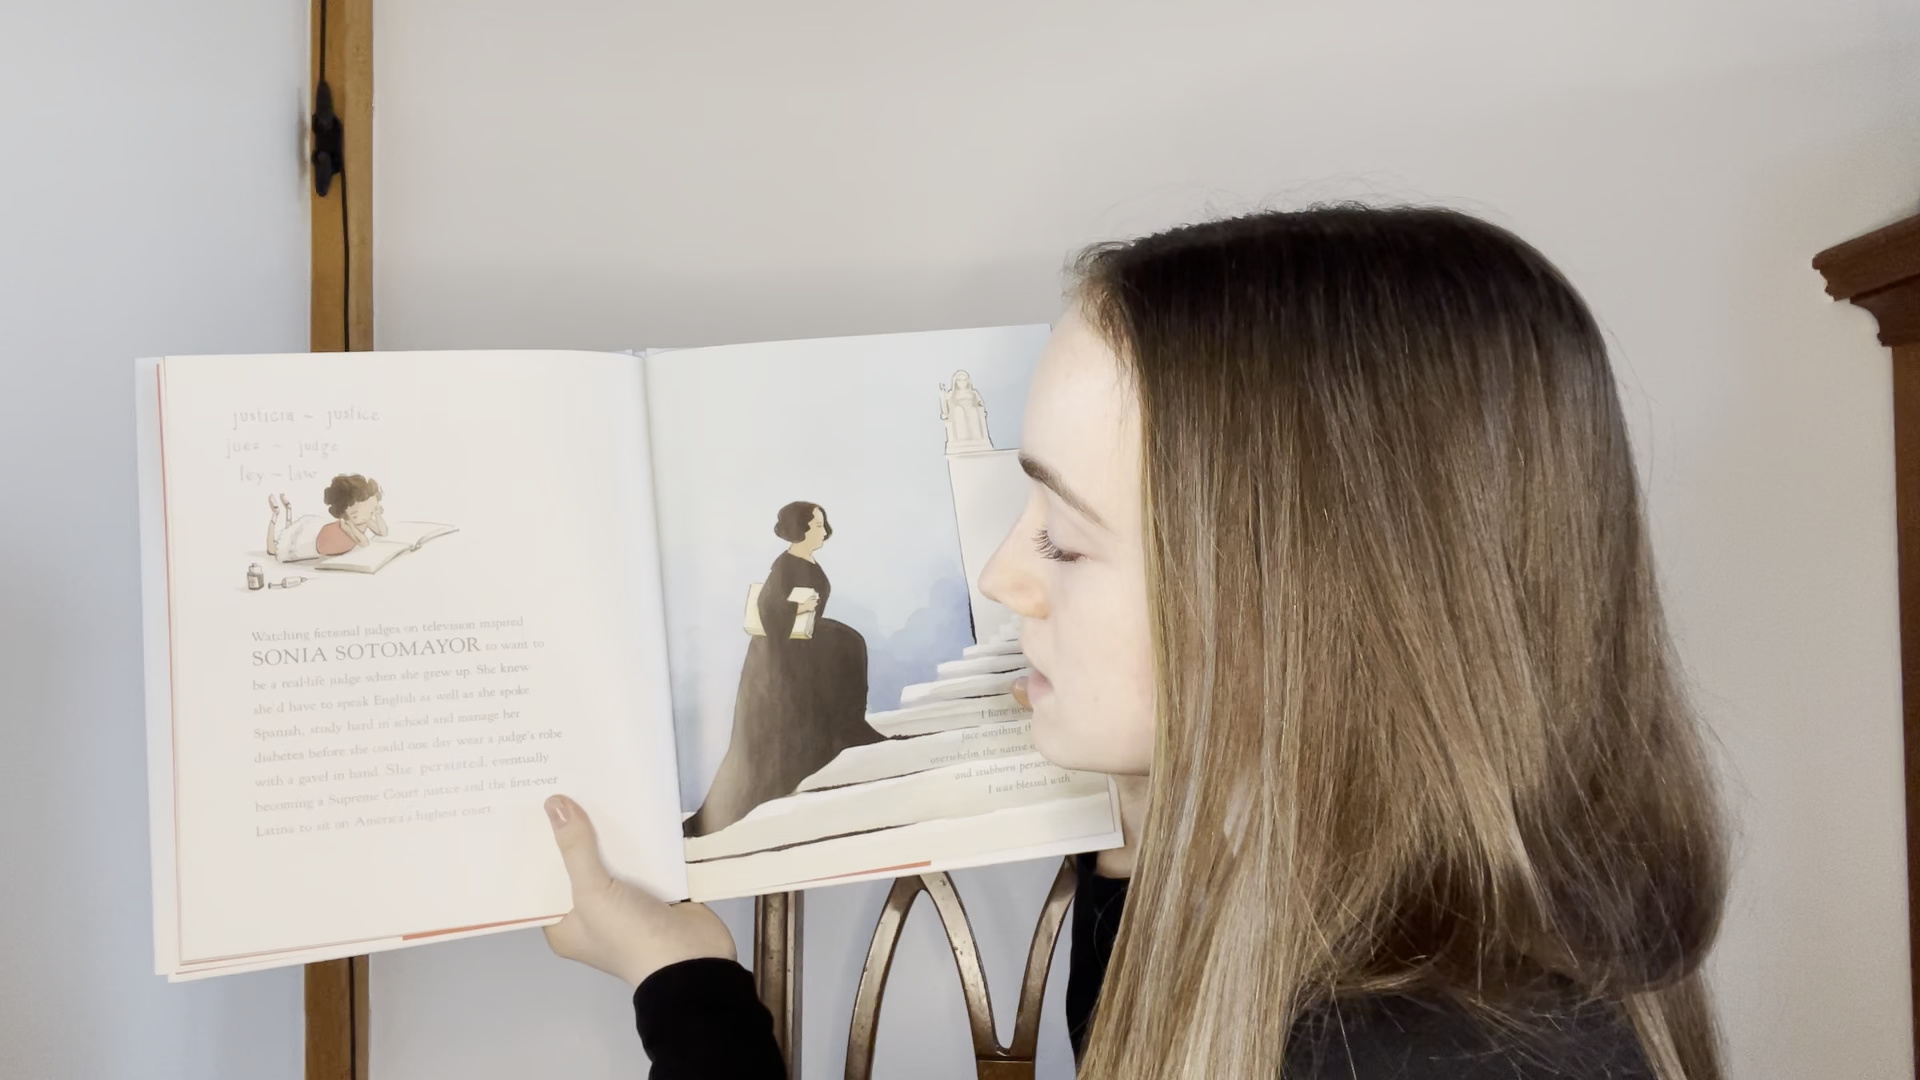 justicia ~ justice
juez ~ judge
ley ~ law
Watching fictional judges on television inspired
SONIA SOTOMAYOR to want to
be a real-life judge when she grew up. She knew
she'd have to speak English as well as she spoke
Spanish, study hard in school and manage her
diabetes before she could one day wear a judge's robe
with a gavel in hand. She persisted, eventually
becoming a Supreme Court justice and the first-ever
Latina to sit on America's highest court.
"I have
face anything
overwhelm the native
and stubborn
I was blessed with."